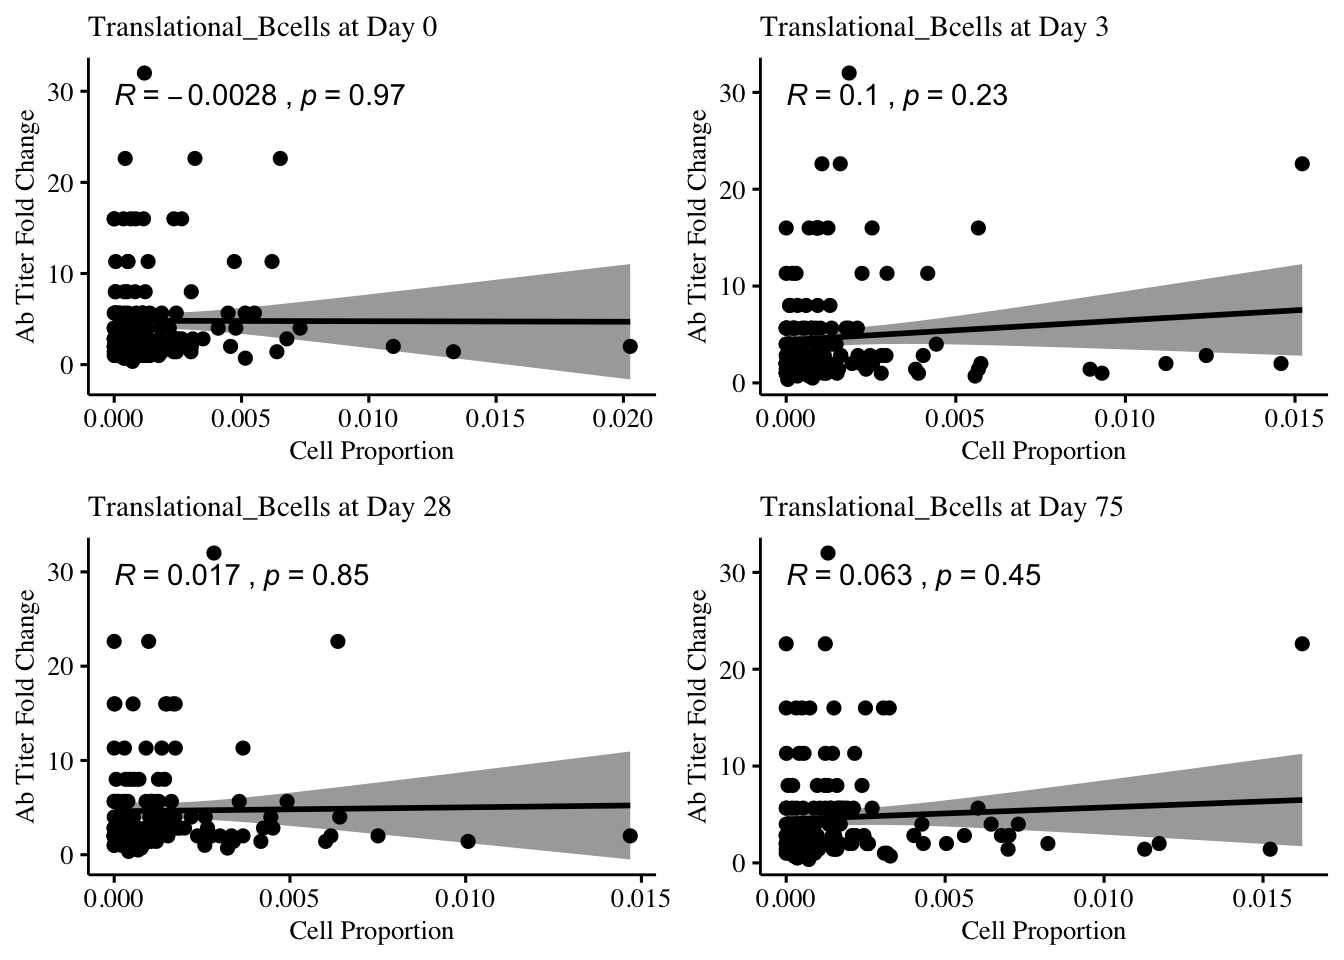 Translational_Bcells at Day 0
R = −0.0028 , p = 0.97
30
20
10
0
Ab Titer Fold Change
0.000 0.005 0.010 0.015 0.020
Cell Proportion
Translational_Bcells at Day 3
R = 0.1 , p = 0.23
30
20
10
0
Ab Titer Fold Change
0.000 0.005 0.010 0.015
Cell Proportion
Translational_Bcells at Day 28
R = 0.017 , p = 0.85
30
20
10
0
Ab Titer Fold Change
0.000 0.005 0.010 0.015
Cell Proportion
Translational_Bcells at Day 75
R = 0.063 , p = 0.45
30
20
10
0
Ab Titer Fold Change
0.000 0.005 0.010 0.015
Cell Proportion